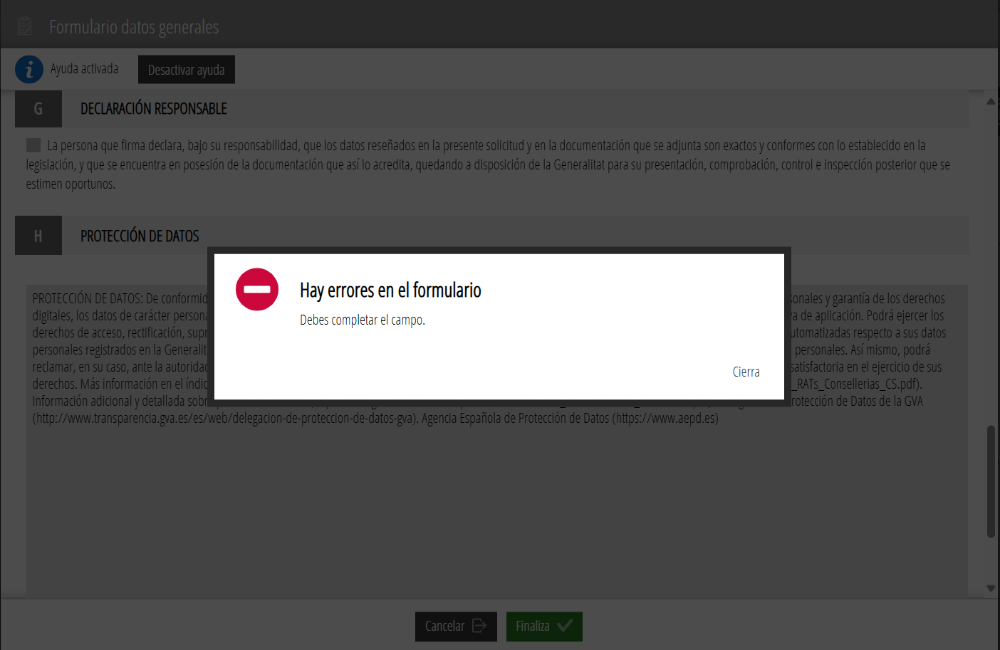 Formulario datos generales
Ayuda activada
Desactivar ayuda
G
DECLARACIÓN RESPONSABLE
La persona que firma declara, bajo su responsabilidad, que los datos reseñados en la presente solicitud y en la documentación que se adjunta son exactos y conformes con lo establecido en la
legislación, y que se encuentra en posesión de la documentación que así lo acredita, quedando a disposición de la Generalitat para su presentación, comprobación, control e inspección posterior que se
estimen oportunos.
H
PROTECCIÓN DE DATOS
Hay errores en el formulario
Debes completar el campo.
Cierra
PROTECCIÓN DE DATOS: De conformid sonales y garantía de los derechos
digitales, los datos de carácter persona va de aplicación. Podrá ejercer los
derechos de acceso, rectificación, supr utomatizadas respecto a sus datos
personales registrados en la Generalit personales. Así mismo, podrá
reclamar, en su caso, ante la autoridad satisfactoria en el ejercicio de sus
derechos. Más información en el índic _RATs_Consellerias_CS.pdf).
Información adicional y detallada sobr rotección de Datos de la GVA
(http://www.transparencia.gva.es/es/web/delegacion-de-proteccion-de-datos-gva). Agencia Española de Protección de Datos (https://www.aepd.es)
Cancelar
Finaliza